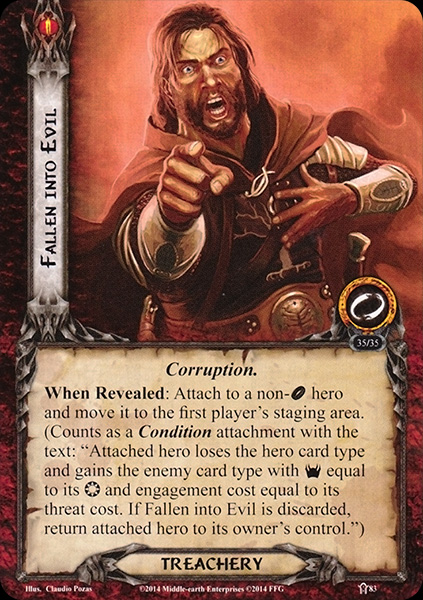 Fallen into Evil
35/35
Corruption.
When Revealed: Attach to a non- hero
and move it to the first player's staging area.
(Counts as a Condition attachment with the
text: “Attached hero loses the hero card type
and gains the enemy card type with equal
to its and engagement cost equal to its
threat cost. If Fallen into Evil is discarded,
return attached hero to its owner's control.”)
TREACHERY
Illus. Claudio Pozas
©2014 Middle-earth Enterprises ©2014 FFG
83